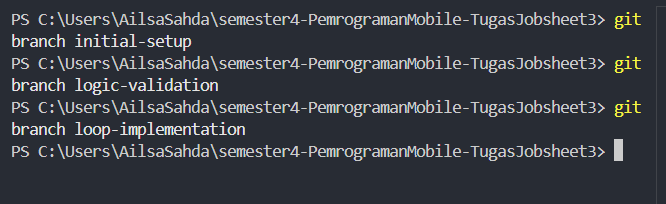 PS C:\Users\AilsaSahda\semester4-PemrogramanMobile-TugasJobsheet3> git
branch initial-setup
PS C:\Users\AilsaSahda\semester4-PemrogramanMobile-TugasJobsheet3> git
branch logic-validation
PS C:\Users\AilsaSahda\semester4-PemrogramanMobile-TugasJobsheet3> git
branch loop-implementation
PS C:\Users\AilsaSahda\semester4-PemrogramanMobile-TugasJobsheet3>